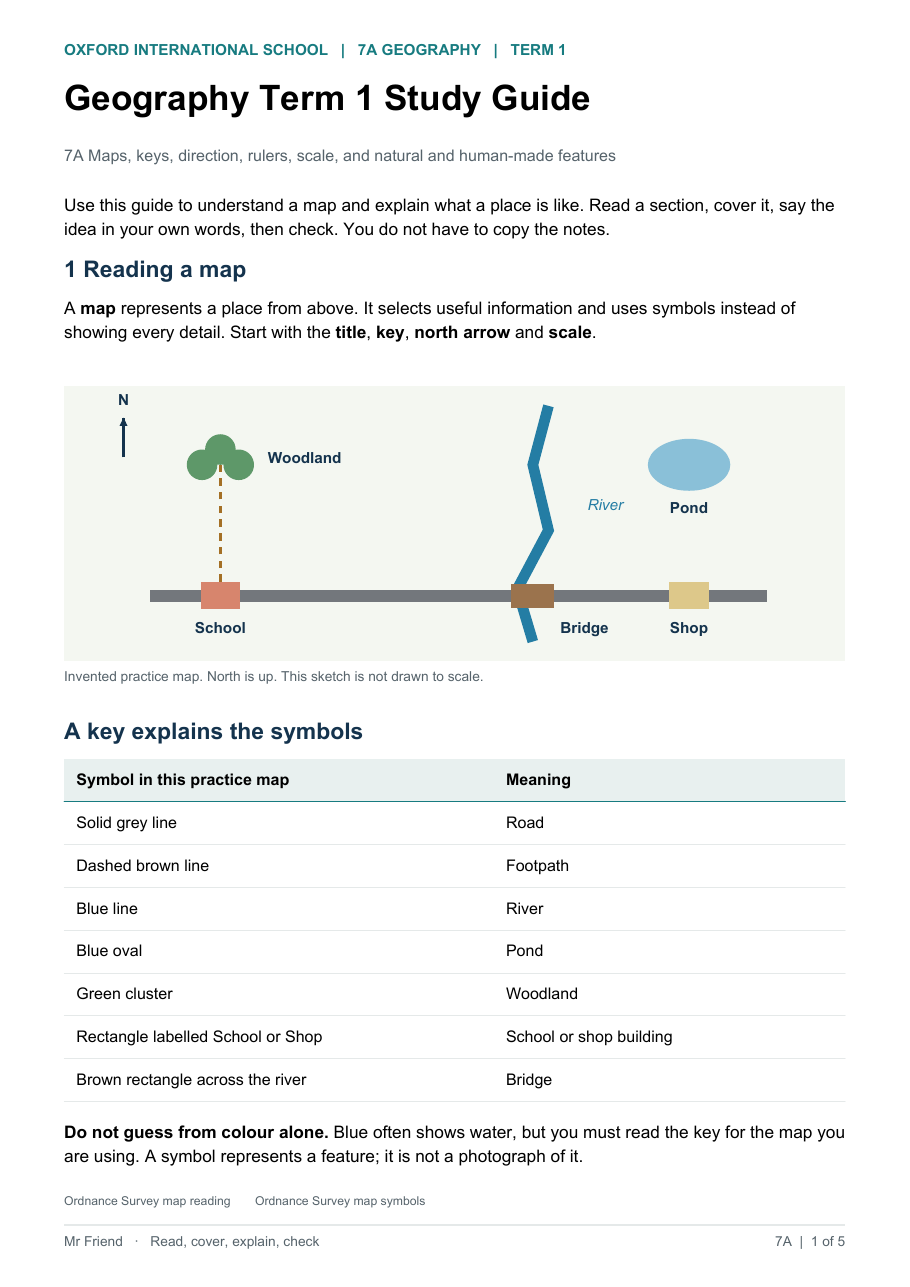 OXFORD INTERNATIONAL SCHOOL | 7A GEOGRAPHY | TERM 1
Geography Term 1 Study Guide
7A Maps, keys, direction, rulers, scale, and natural and human-made features
Use this guide to understand a map and explain what a place is like. Read a section, cover it, say the
idea in your own words, then check. You do not have to copy the notes.
1 Reading a map
A map represents a place from above. It selects useful information and uses symbols instead of
showing every detail. Start with the title, key, north arrow and scale.
N
Woodland
River
Pond
School
Bridge
Shop
Invented practice map. North is up. This sketch is not drawn to scale.
A key explains the symbols
Symbol in this practice map Meaning
Solid grey line Road
Dashed brown line Footpath
Blue line River
Blue oval Pond
Green cluster Woodland
Rectangle labelled School or Shop School or shop building
Brown rectangle across the river Bridge
Do not guess from colour alone. Blue often shows water, but you must read the key for the map you
are using. A symbol represents a feature; it is not a photograph of it.
Ordnance Survey map reading Ordnance Survey map symbols
Mr Friend · Read, cover, explain, check 7A | 1 of 5